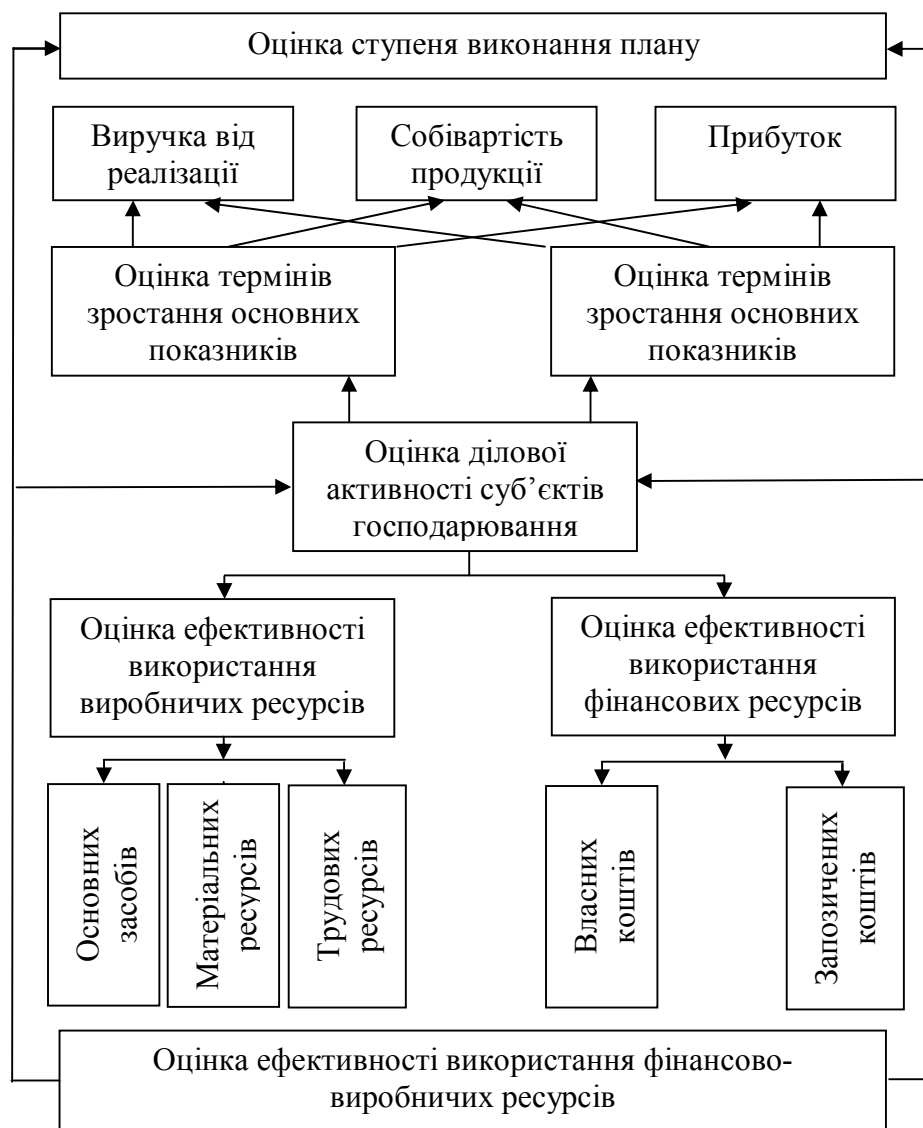 Оцінка ступеня виконання плану
Виручка від
реалізації
Собівартість
продукції
Прибуток
Оцінка термінів
зростання основних
показників
Оцінка термінів
зростання основних
показників
Оцінка ділової
активності суб’єктів
господарювання
Оцінка ефективності
використання
виробничих ресурсів
Оцінка ефективності
використання
фінансових ресурсів
Основних
засобів
Матеріальних
ресурсів
Трудових
ресурсів
Власних
коштів
Запозичених
коштів
Оцінка ефективності використання фінансово-
виробничих ресурсів